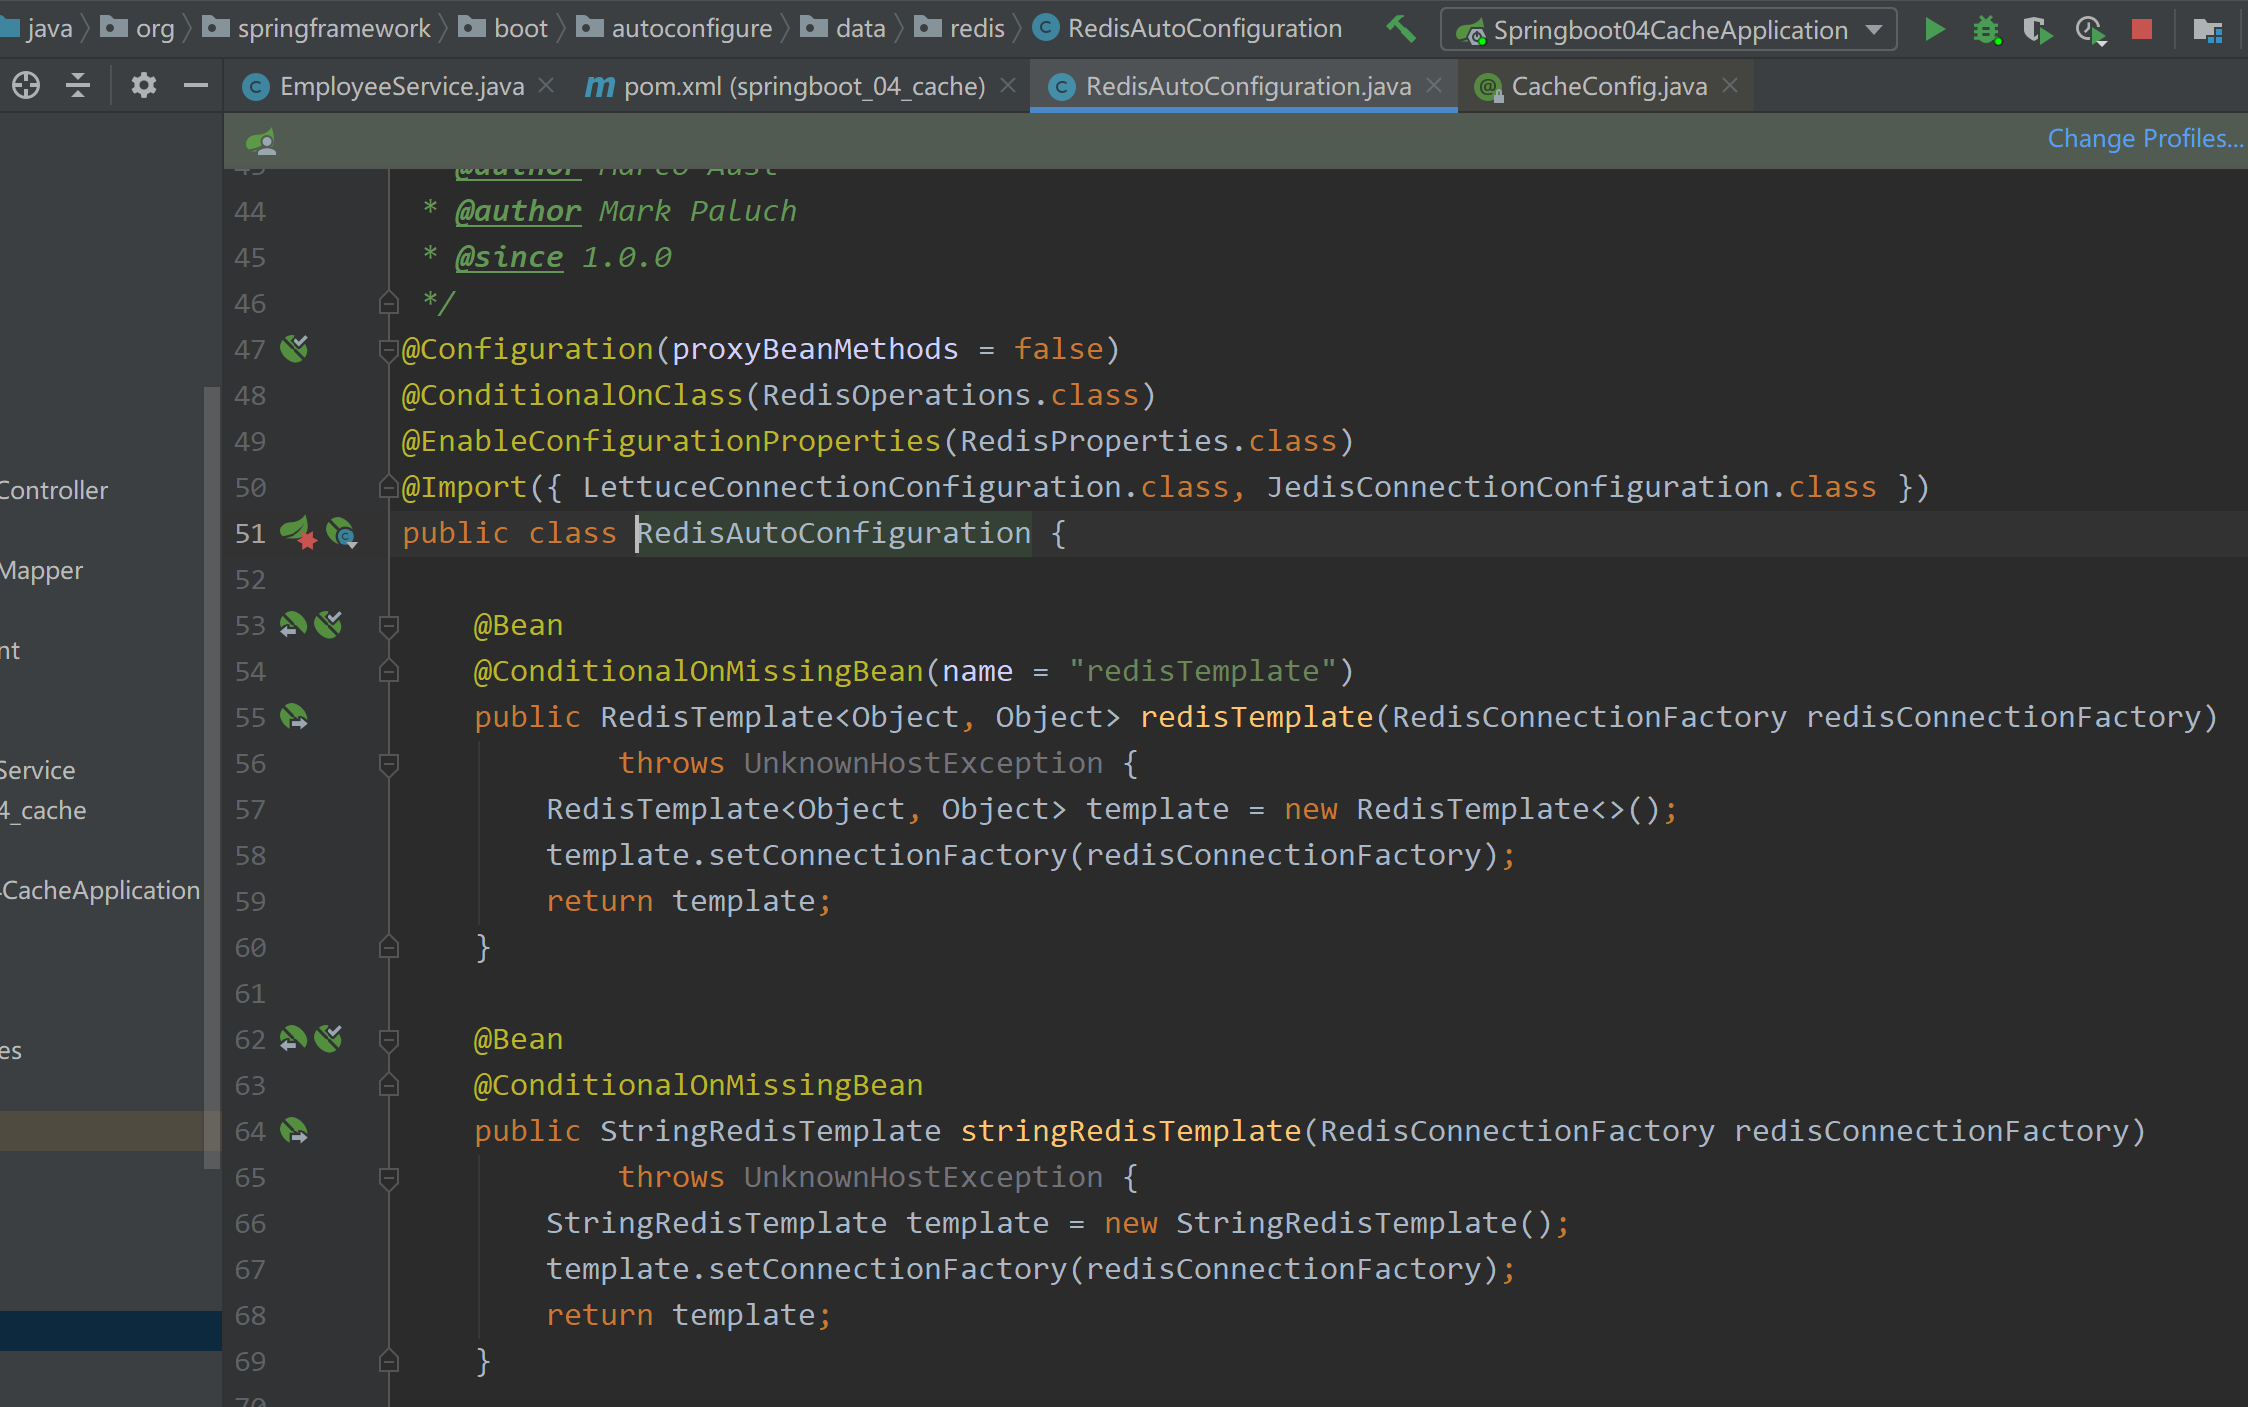 java org springframework boot autoconfigure data redis RedisAutoConfiguration Springboot04CacheApplication
EmployeeService.java pom.xml (springboot_04_cache) RedisAutoConfiguration.java CacheConfig.java
Change Profiles...
Controller
Mapper
nt
Service
4_cache
CacheApplication
es
44 * @author Mark Paluch
45 * @since 1.0.0
46 */
47 @Configuration(proxyBeanMethods = false)
48 @ConditionalOnClass(RedisOperations.class)
49 @EnableConfigurationProperties(RedisProperties.class)
50 @Import({ LettuceConnectionConfiguration.class, JedisConnectionConfiguration.class })
51 public class RedisAutoConfiguration {
52
53 @Bean
54 @ConditionalOnMissingBean(name = "redisTemplate")
55 public RedisTemplate<Object, Object> redisTemplate(RedisConnectionFactory redisConnectionFactory)
56 throws UnknownHostException {
57 RedisTemplate<Object, Object> template = new RedisTemplate<>();
58 template.setConnectionFactory(redisConnectionFactory);
59 return template;
60 }
61
62 @Bean
63 @ConditionalOnMissingBean
64 public StringRedisTemplate stringRedisTemplate(RedisConnectionFactory redisConnectionFactory)
65 throws UnknownHostException {
66 StringRedisTemplate template = new StringRedisTemplate();
67 template.setConnectionFactory(redisConnectionFactory);
68 return template;
69 }